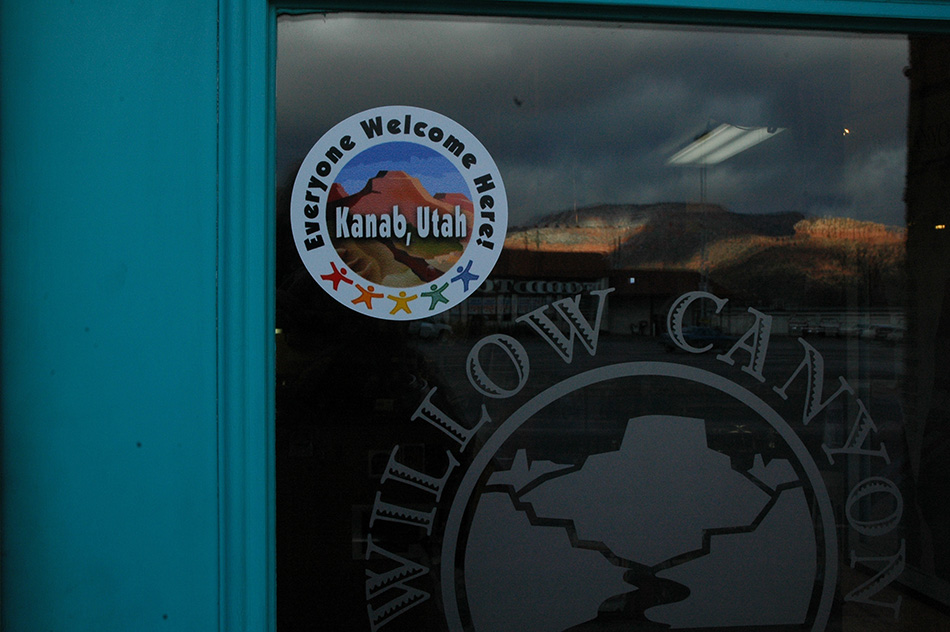 Everyone Welcome Here!
Kanab, Utah
WILLOW CANYON